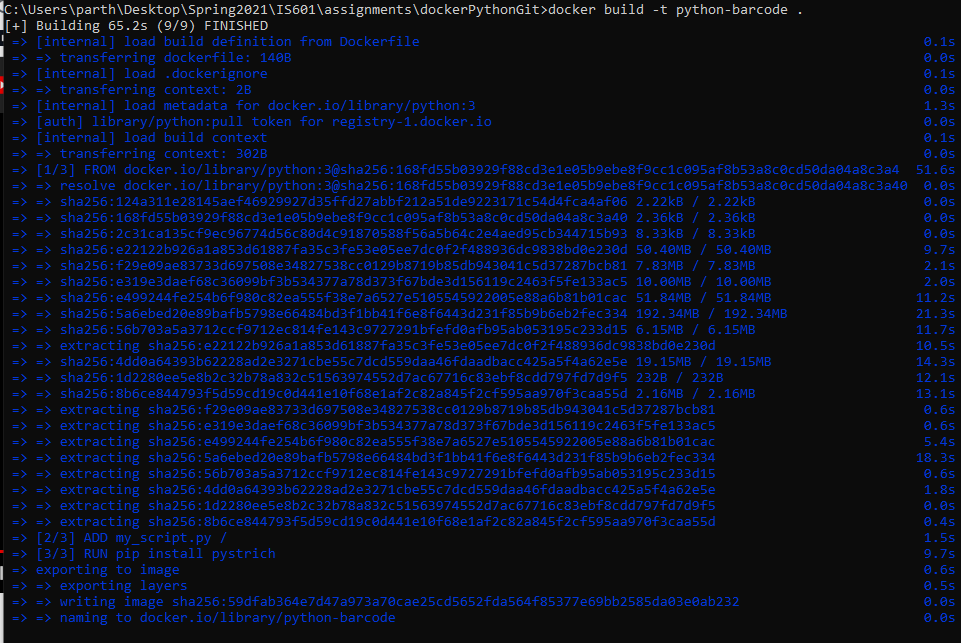 C:\Users\parth\Desktop\Spring2021\IS601\assignments\dockerPythonGit>docker build -t python-barcode .
[+] Building 65.2s (9/9) FINISHED
=> [internal] load build definition from Dockerfile 0.1s
=> => transferring dockerfile: 140B 0.0s
=> [internal] load .dockerignore 0.1s
=> => transferring context: 2B 0.0s
=> [internal] load metadata for docker.io/library/python:3 1.3s
=> [auth] library/python:pull token for registry-1.docker.io 0.0s
=> [internal] load build context 0.1s
=> => transferring context: 302B 0.0s
=> [1/3] FROM docker.io/library/python:3@sha256:168fd55b03929f88cd3e1e05b9ebe8f9cc1c095af8b53a8c0cd50da04a8c3a4 51.6s
=> => resolve docker.io/library/python:3@sha256:168fd55b03929f88cd3e1e05b9ebe8f9cc1c095af8b53a8c0cd50da04a8c3a40 0.0s
=> => sha256:124a311e28145aef46929927d35ffd27abbf212a51de9223171c54d4fca4af06 2.22kB / 2.22kB 0.0s
=> => sha256:168fd55b03929f88cd3e1e05b9ebe8f9cc1c095af8b53a8c0cd50da04a8c3a40 2.36kB / 2.36kB 0.0s
=> => sha256:2c31ca135cf9ec96774d56c80d4c91870588f56a5b64c2e4aed95cb344715b93 8.33kB / 8.33kB 0.0s
=> => sha256:e22122b926a1a853d61887fa35c3fe53e05ee7dc0f2f488936dc9838bd0e230d 50.40MB / 50.40MB 9.7s
=> => sha256:f29e09ae83733d697508e34827538cc0129b8719b85db943041c5d37287bcb81 7.83MB / 7.83MB 2.1s
=> => sha256:e319e3daef68c36099bf3b534377a78d373f67bde3d156119c2463f5fe133ac5 10.00MB / 10.00MB 2.0s
=> => sha256:e499244fe254b6f980c82ea555f38e7a6527e5105545922005e88a6b81b01cac 51.84MB / 51.84MB 11.2s
=> => sha256:5a6ebed20e89bafb5798e66484bd3f1bb41f6e8f6443d231f85b9b6eb2fec334 192.34MB / 192.34MB 21.3s
=> => sha256:56b703a5a3712ccf9712ec814fe143c9727291bfefd0afb95ab053195c233d15 6.15MB / 6.15MB 11.7s
=> => extracting sha256:e22122b926a1a853d61887fa35c3fe53e05ee7dc0f2f488936dc9838bd0e230d 10.5s
=> => sha256:4dd0a64393b62228ad2e3271cbe55c7dcd559daa46fdaadbacc425a5f4a62e5e 19.15MB / 19.15MB 14.3s
=> => sha256:1d2280ee5e8b2c32b78a832c51563974552d7ac67716c83ebf8cdd797fd7d9f5 232B / 232B 12.1s
=> => sha256:8b6ce844793f5d59cd19c0d441e10f68e1af2c82a845f2cf595aa970f3caa55d 2.16MB / 2.16MB 13.1s
=> => extracting sha256:f29e09ae83733d697508e34827538cc0129b8719b85db943041c5d37287bcb81 0.6s
=> => extracting sha256:e319e3daef68c36099bf3b534377a78d373f67bde3d156119c2463f5fe133ac5 0.6s
=> => extracting sha256:e499244fe254b6f980c82ea555f38e7a6527e5105545922005e88a6b81b01cac 5.4s
=> => extracting sha256:5a6ebed20e89bafb5798e66484bd3f1bb41f6e8f6443d231f85b9b6eb2fec334 18.3s
=> => extracting sha256:56b703a5a3712ccf9712ec814fe143c9727291bfefd0afb95ab053195c233d15 0.6s
=> => extracting sha256:4dd0a64393b62228ad2e3271cbe55c7dcd559daa46fdaadbacc425a5f4a62e5e 1.8s
=> => extracting sha256:1d2280ee5e8b2c32b78a832c51563974552d7ac67716c83ebf8cdd797fd7d9f5 0.0s
=> => extracting sha256:8b6ce844793f5d59cd19c0d441e10f68e1af2c82a845f2cf595aa970f3caa55d 0.4s
=> [2/3] ADD my_script.py / 1.5s
=> [3/3] RUN pip install pystrich 9.7s
=> exporting to image 0.6s
=> => exporting layers 0.5s
=> => writing image sha256:59dfab364e7d47a973a70cae25cd5652fda564f85377e69bb2585da03e0ab232 0.0s
=> => naming to docker.io/library/python-barcode 0.0s